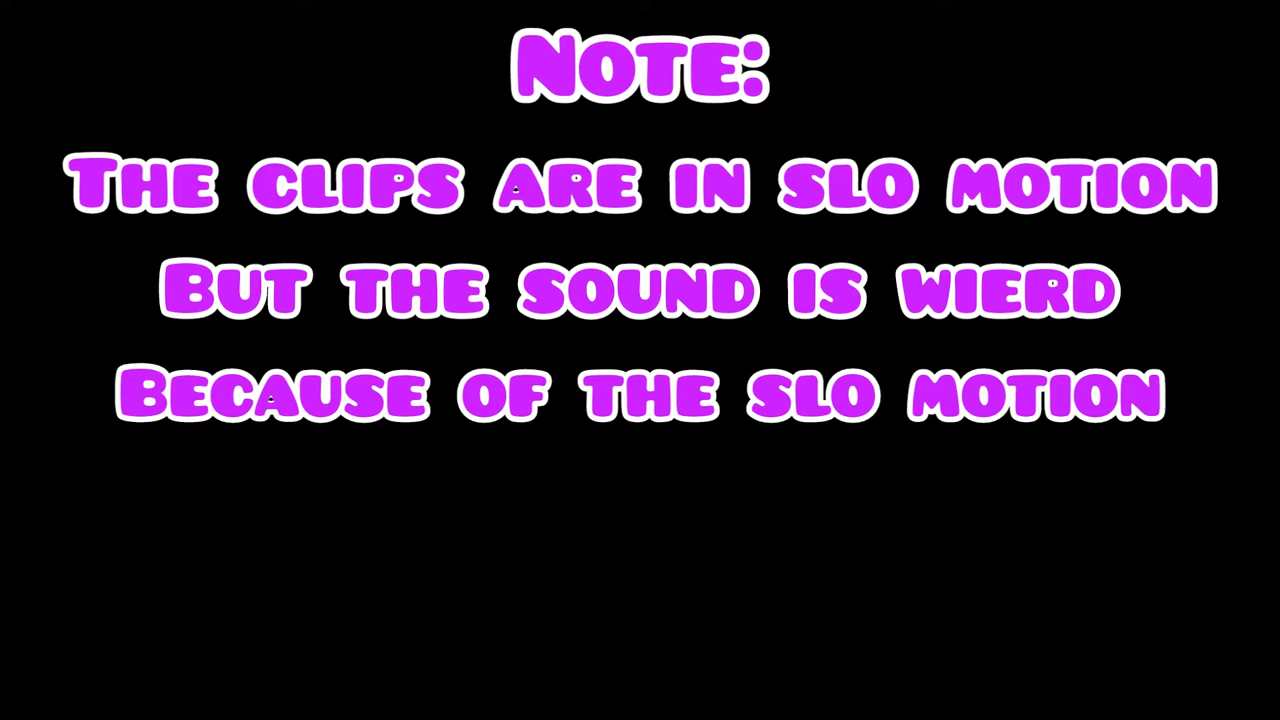 Note:
The clips are in slo motion
But the sound is wierd
Because of the slo motion